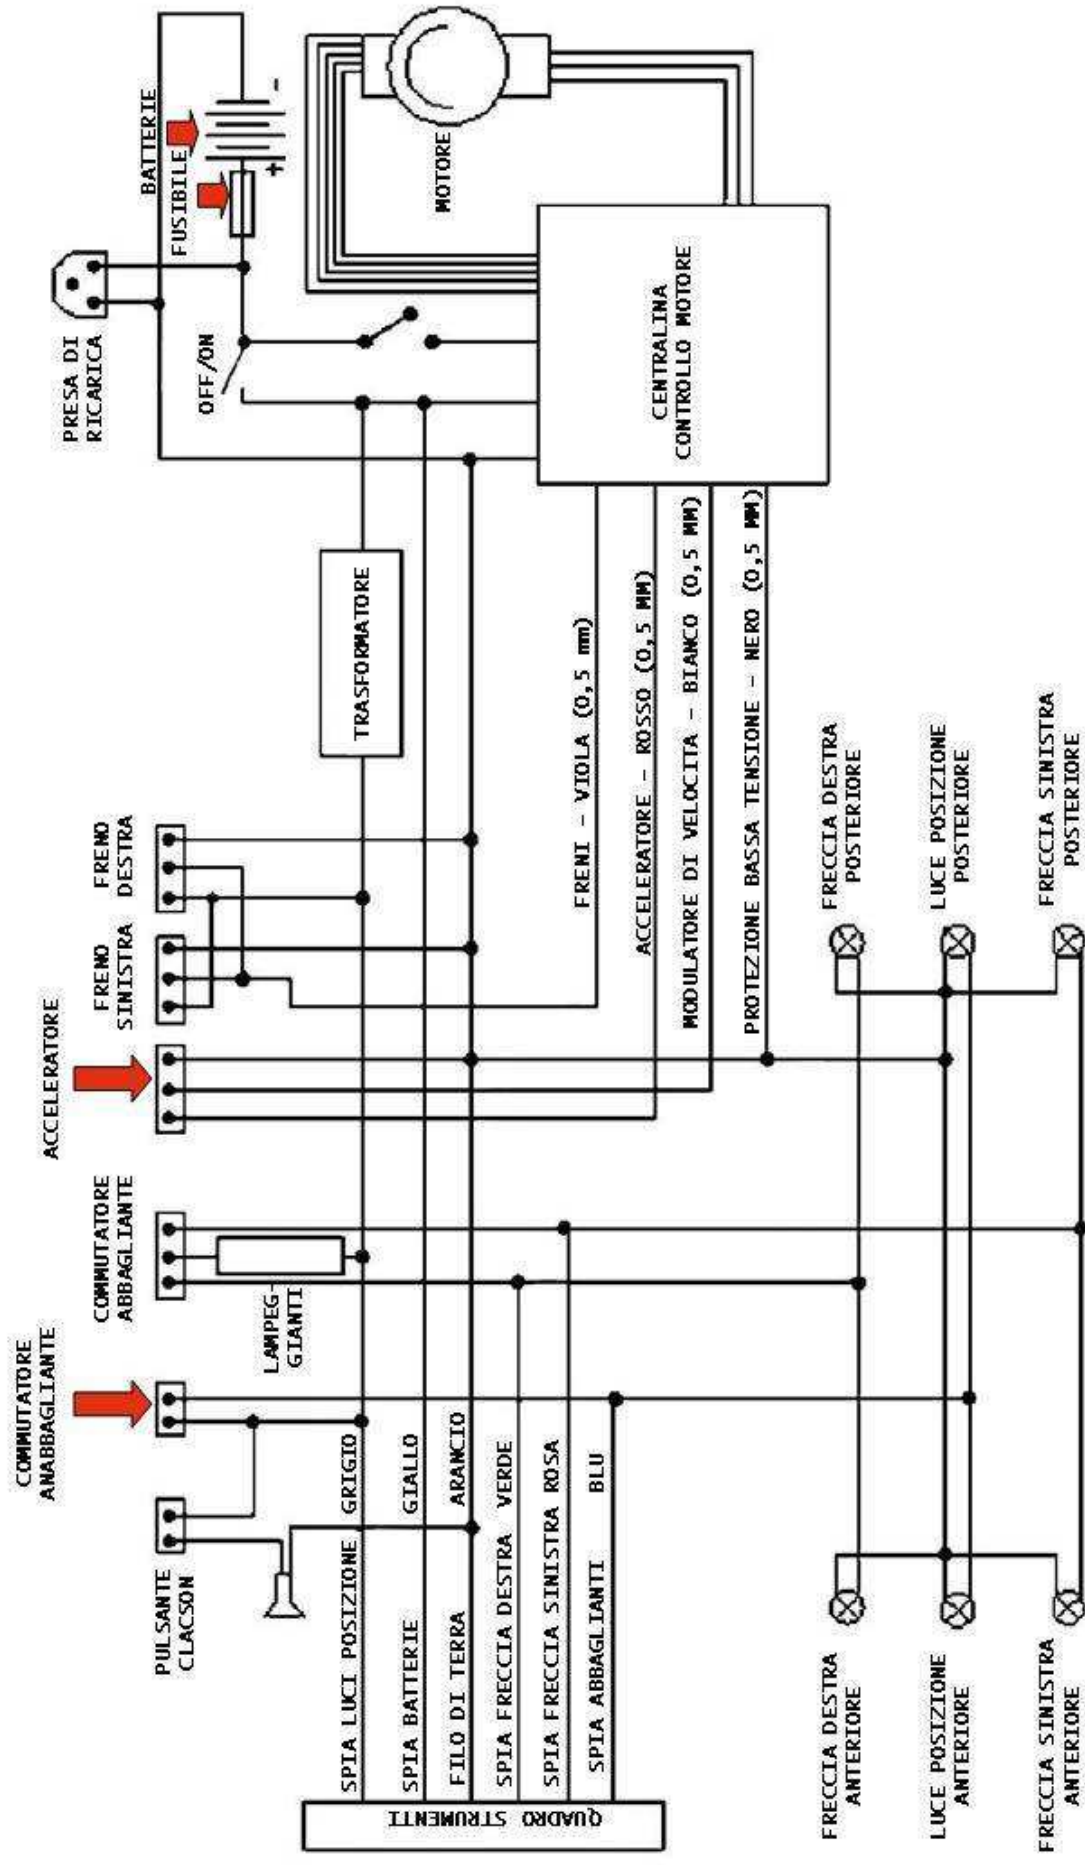 COMMUTATORE
ANABBAGLIANTE
PULSANTE
CLACSON
COMMUTATORE
ABBAGLIANTE
LAMPEG-
GIANTI
ACCELERATORE
FRENO
SINISTRA
FRENO
DESTRA
PRESA DI
RICARICA
OFF/ON
FUSIBILE
BATTERIE
+
-
MOTORE
TRASFORMATORE
CENTRALINA
CONTROLLO MOTORE
FRENI - VIOLA (0,5 mm)
ACCELERATORE - ROSSO (0,5 MM)
MODULATORE DI VELOCITA - BIANCO (0,5 MM)
PROTEZIONE BASSA TENSIONE - NERO (0,5 MM)
QUADRO STRUMENTI
SPIA LUCI POSIZIONE GRIGIO
SPIA BATTERIE GIALLO
FILO DI TERRA ARANCIO
SPIA FRECCIA DESTRA VERDE
SPIA FRECCIA SINISTRA ROSA
SPIA ABBAGLIANTI BLU
FRECCIA DESTRA
ANTERIORE
LUCE POSIZIONE
ANTERIORE
FRECCIA SINISTRA
ANTERIORE
FRECCIA DESTRA
POSTERIORE
LUCE POSIZIONE
POSTERIORE
FRECCIA SINISTRA
POSTERIORE